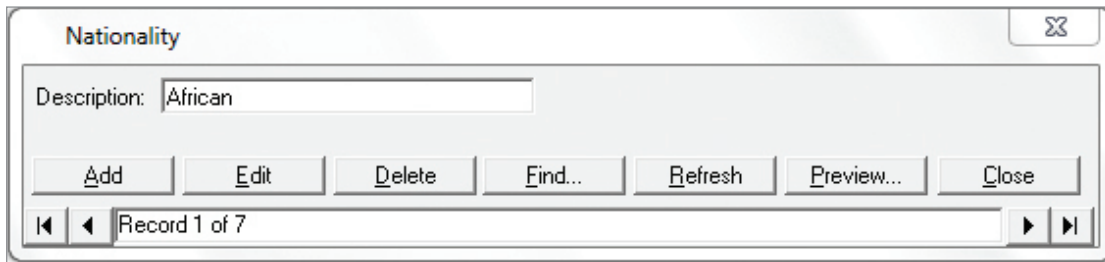 Nationality
Description: African
Add Edit Delete Find... Refresh Preview... Close
Record 1 of 7